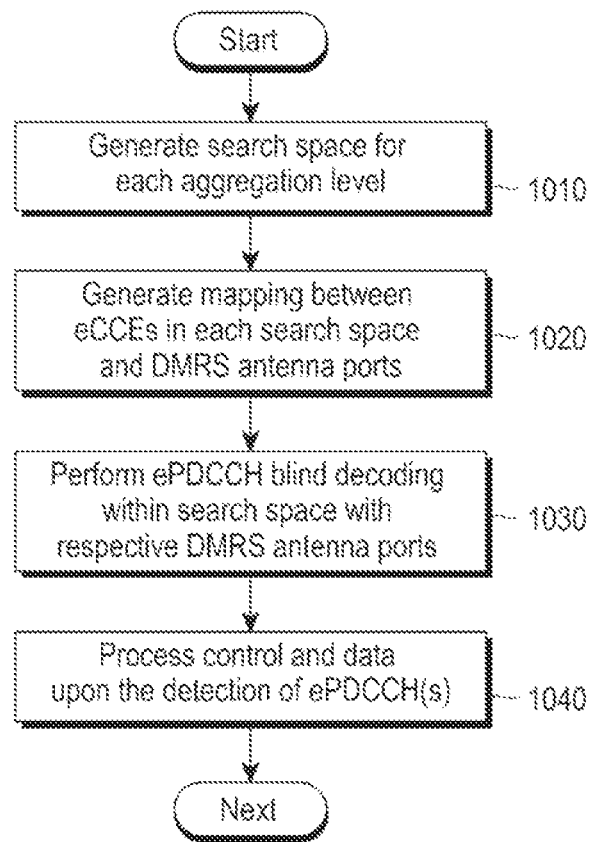 Start
Generate search space for
each aggregation level
1010
Generate mapping between
eCCEs in each search space
and DMRS antenna ports
1020
Perform ePDCCH blind decoding
within search space with
respective DMRS antenna ports
1030
Process control and data
upon the detection of ePDCCH(s)
1040
Next